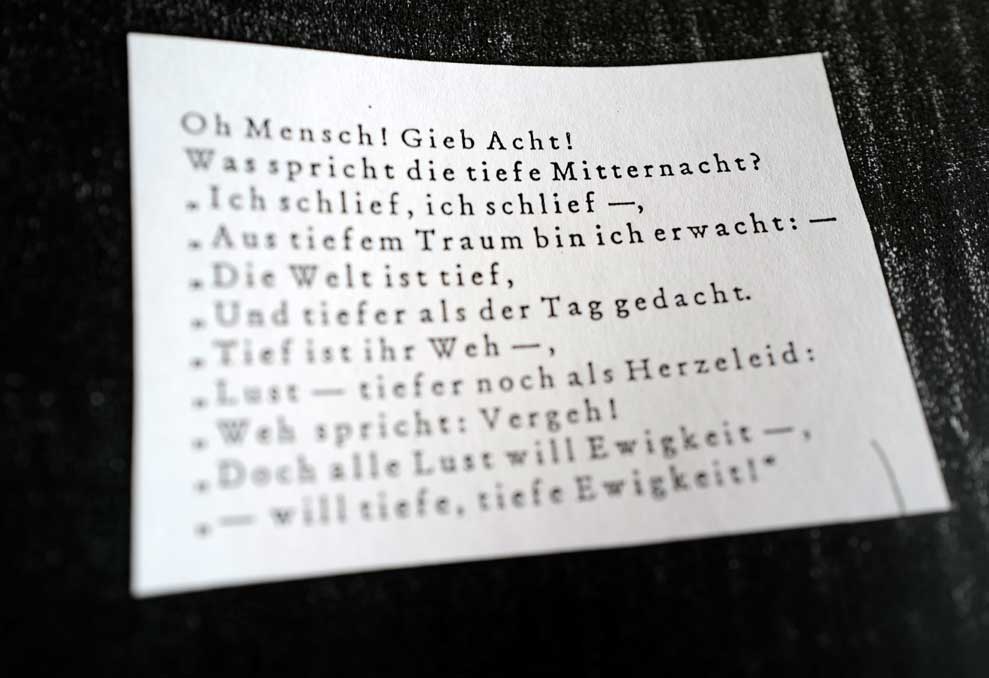 Oh Mensch! Gieb Acht!
Was spricht die tiefe Mitternacht?
„Ich schlief, ich schlief —,
„Aus tiefem Traum bin ich erwacht: —
„Die Welt ist tief,
„Und tiefer als der Tag gedacht.
„Tief ist ihr Weh —,
„Lust — tiefer noch als Herzeleid:
„Weh spricht: Vergeh!
„Doch alle Lust will Ewigkeit —,
„— will tiefe, tiefe Ewigkeit!“